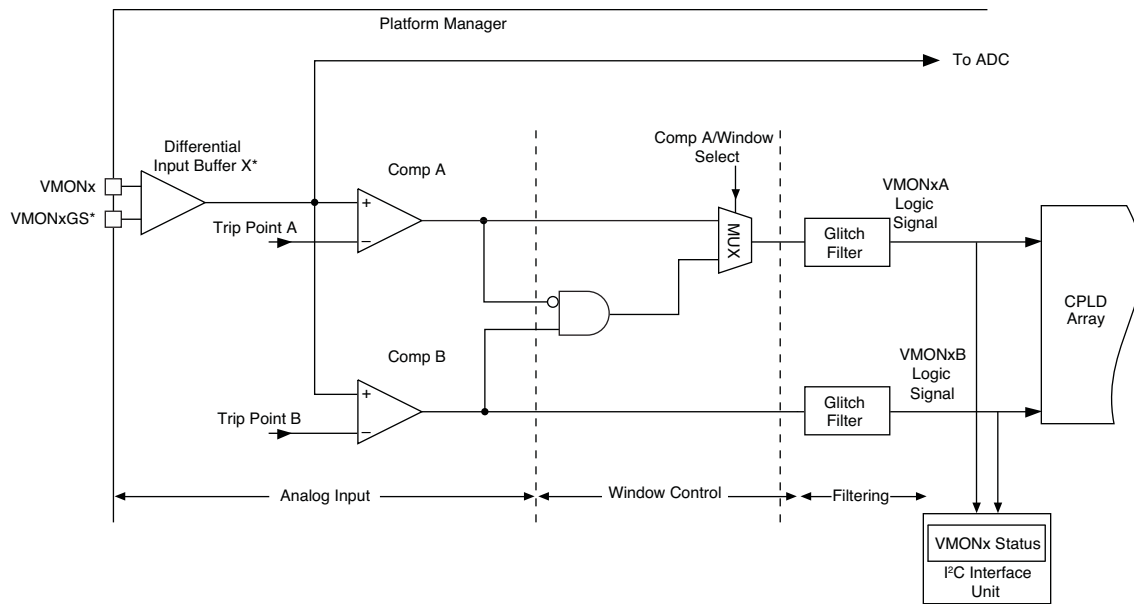 Platform Manager
To ADC
Differential
Input Buffer X*
Comp A/Window
Select
Comp A
VMONx
VMONxGS*
VMONxA
Logic
Signal
Trip Point A
+
–
MUX
Glitch
Filter
CPLD
Array
Comp B
VMONxB
Logic
Signal
Trip Point B
+
–
Glitch
Filter
Analog Input
Window Control
Filtering
VMONx Status
I²C Interface
Unit